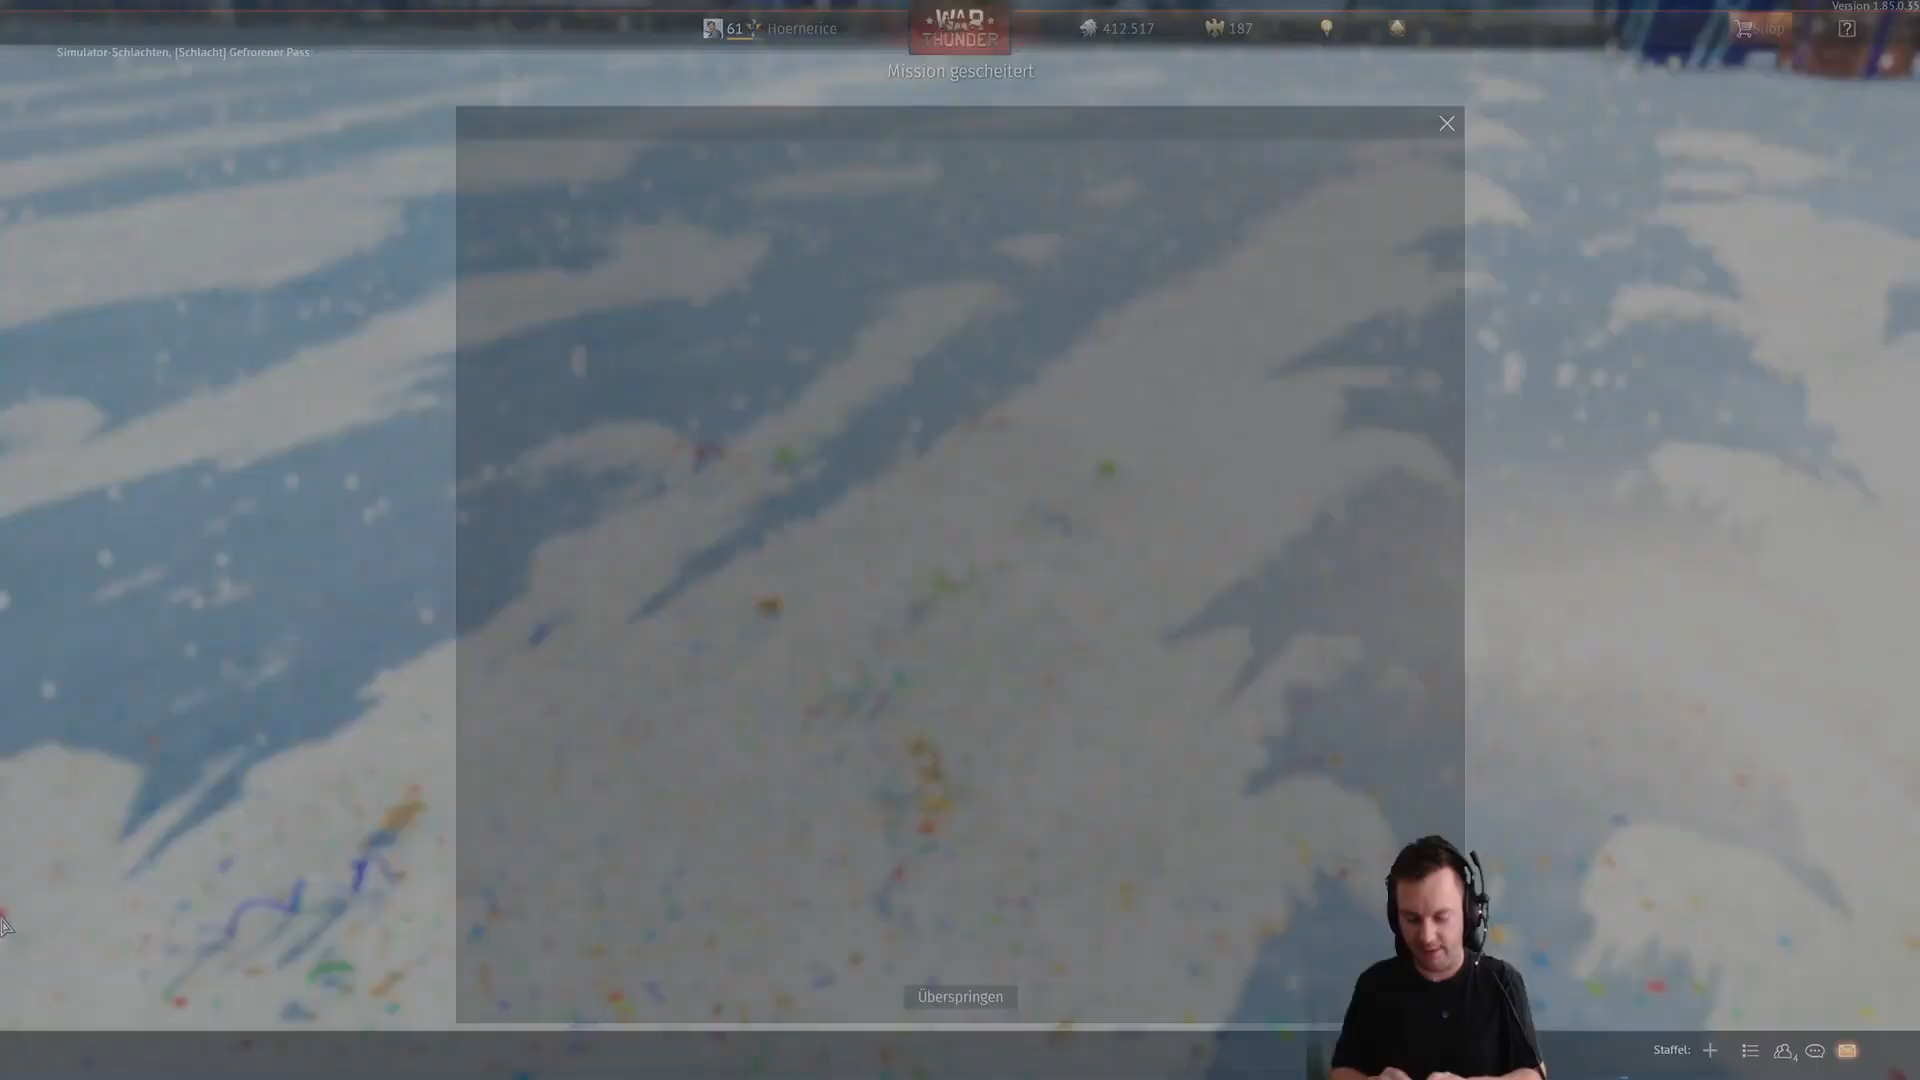 Version 1.85.0.35
61 Hoernerice
WAR
THUNDER
412.517
187
Shop
Simulator-Schlachten, [Schlacht] Gefrorener Pass
Mission gescheitert
Überspringen
Staffel:
4